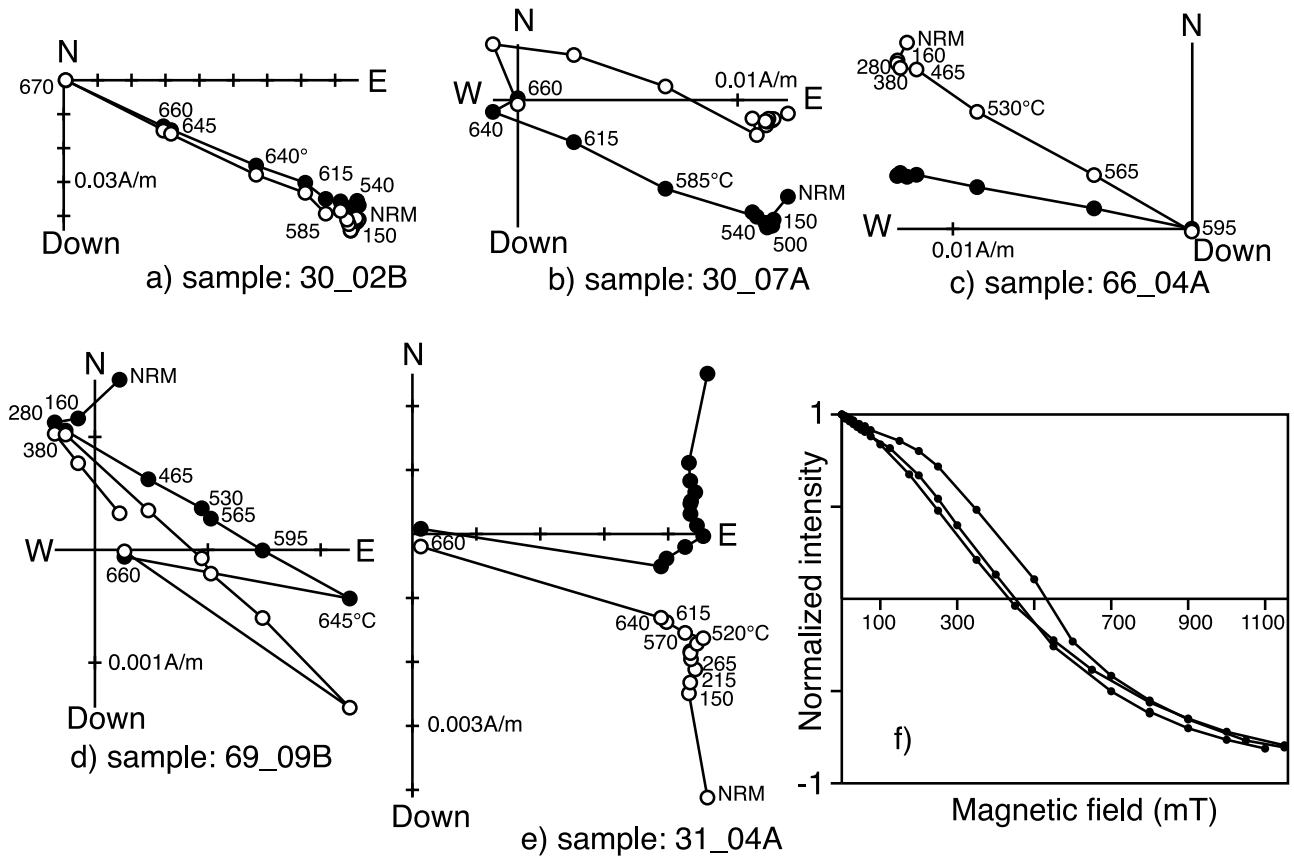 N
E
670
660
645
640°
615
540
NRM
150
585
0.03A/m
Down
a) sample: 30_02B
N
W
E
0.01A/m
660
640
615
585°C
NRM
540
150
500
b) sample: 30_07A
N
NRM
160
280
465
380
530°C
565
595
W
0.01A/m
Down
c) sample: 66_04A
N
NRM
280
160
380
465
530
565
595
W
E
660
645°C
0.001A/m
Down
d) sample: 69_09B
N
E
660
640
615
570
520°C
265
215
150
0.003A/m
NRM
Down
e) sample: 31_04A
1
Normalized intensity
100
300
700
900
1100
f)
-1
Magnetic field (mT)